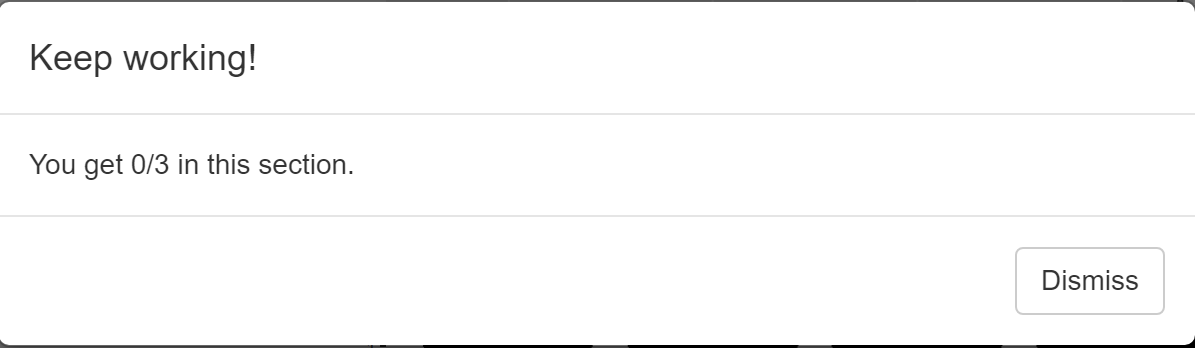 Keep working!
You get 0/3 in this section.
Dismiss